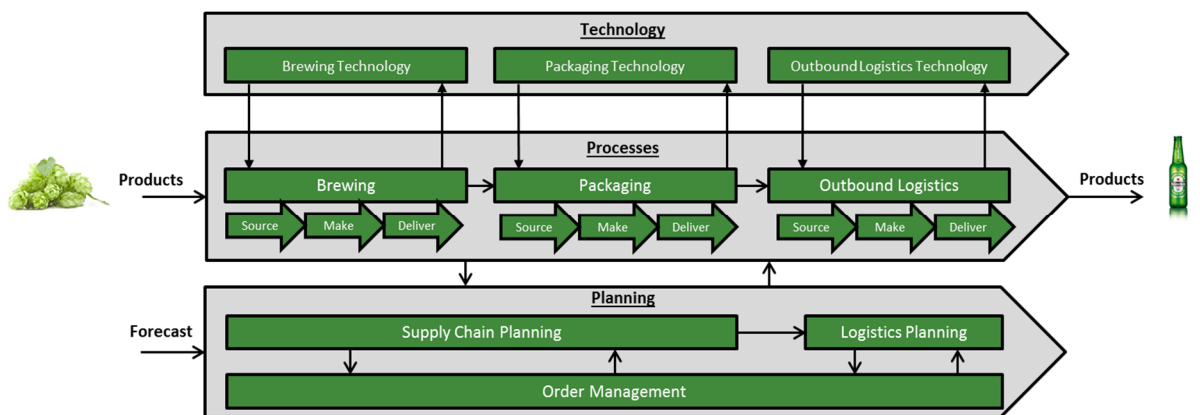 Technology
Brewing Technology
Packaging Technology
Outbound Logistics Technology
Processes
Products
Brewing
Packaging
Outbound Logistics
Products
Source
Make
Deliver
Source
Make
Deliver
Source
Make
Deliver
Planning
Forecast
Supply Chain Planning
Logistics Planning
Order Management